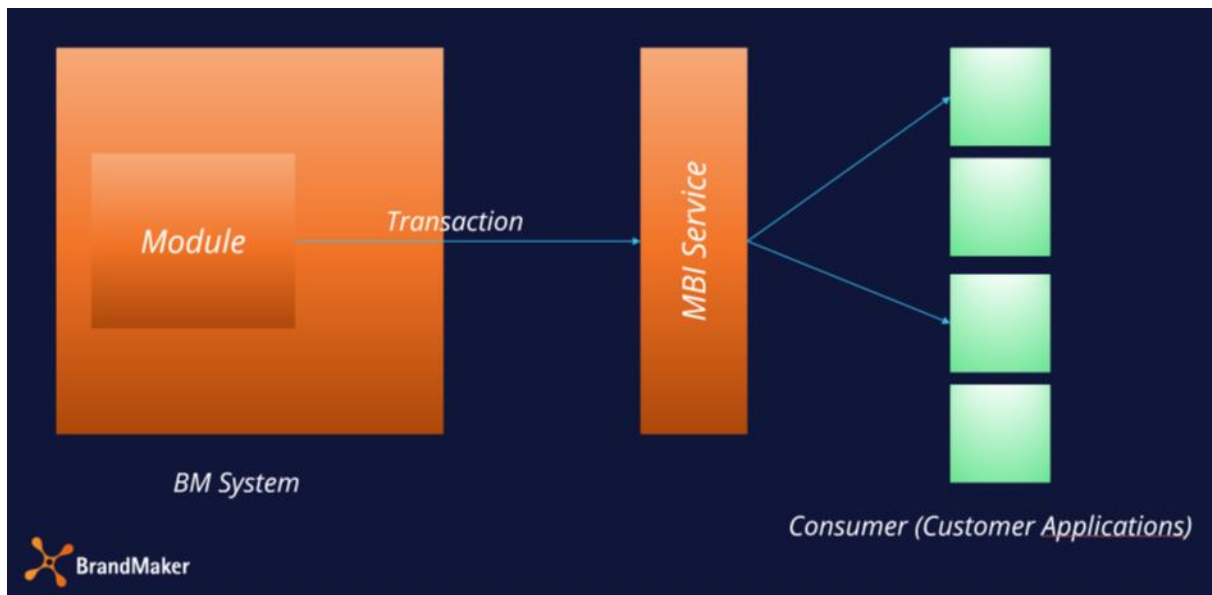 Module
Transaction
MBI Service
BM System
Consumer (Customer Applications)
BrandMaker